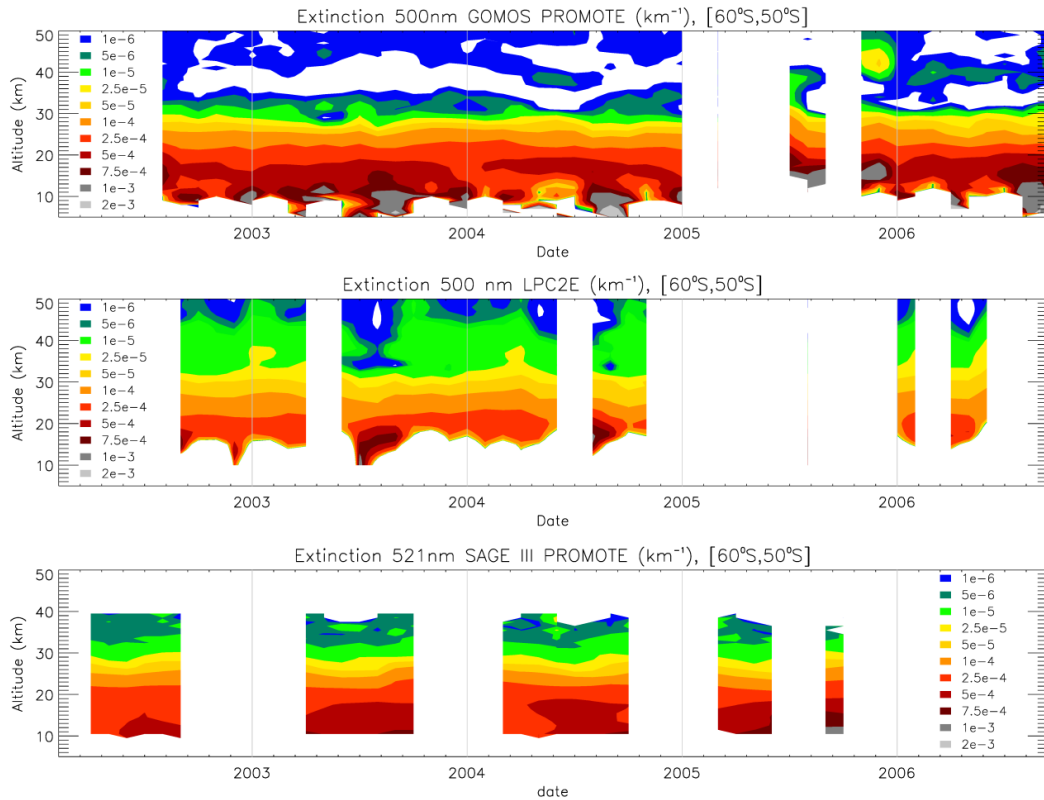 Extinction 500nm GOMOS PROMOTE (km⁻¹), [60ºS,50ºS]
50
40
30
20
10
Altitude (km)
1e-6
5e-6
1e-5
2.5e-5
5e-5
1e-4
2.5e-4
5e-4
7.5e-4
1e-3
2e-3
2003 2004 2005 2006
Date
Extinction 500 nm LPC2E (km⁻¹), [60ºS,50ºS]
50
40
30
20
10
Altitude (km)
1e-6
5e-6
1e-5
2.5e-5
5e-5
1e-4
2.5e-4
5e-4
7.5e-4
1e-3
2e-3
2003 2004 2005 2006
Date
Extinction 521nm SAGE III PROMOTE (km⁻¹), [60ºS,50ºS]
50
40
30
20
10
Altitude (km)
1e-6
5e-6
1e-5
2.5e-5
5e-5
1e-4
2.5e-4
5e-4
7.5e-4
1e-3
2e-3
2003 2004 2005 2006
date